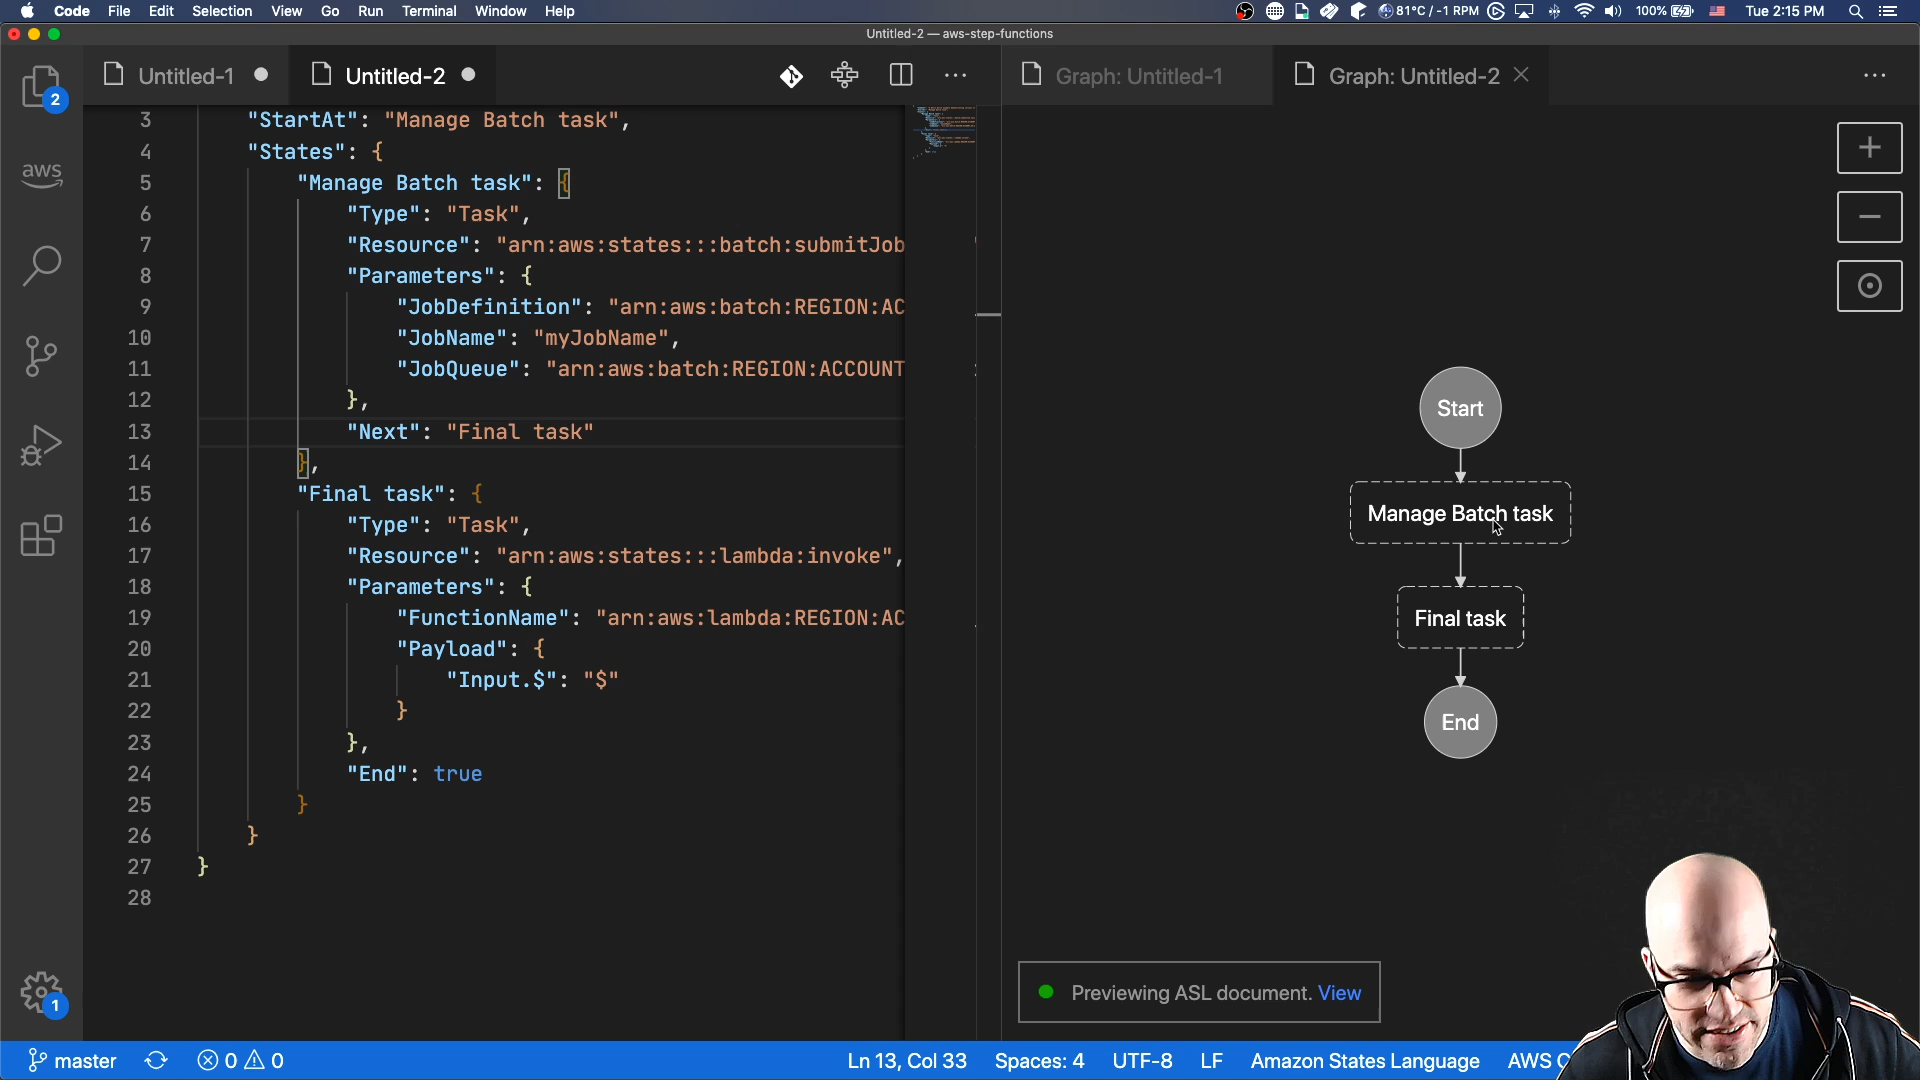 Code File Edit Selection View Go Run Terminal Window Help
81°C / -1 RPM 100% Tue 2:15 PM
Untitled-2 — aws-step-functions
Untitled-1
Untitled-2
Graph: Untitled-1
Graph: Untitled-2
2
aws
3 "StartAt": "Manage Batch task",
4 "States": {
5 "Manage Batch task": {
6 "Type": "Task",
7 "Resource": "arn:aws:states:::batch:submitJob
8 "Parameters": {
9 "JobDefinition": "arn:aws:batch:REGION:AC
10 "JobName": "myJobName",
11 "JobQueue": "arn:aws:batch:REGION:ACCOUNT
12 },
13 "Next": "Final task"
14 },
15 "Final task": {
16 "Type": "Task",
17 "Resource": "arn:aws:states:::lambda:invoke",
18 "Parameters": {
19 "FunctionName": "arn:aws:lambda:REGION:AC
20 "Payload": {
21 "Input.$": "$"
22 }
23 },
24 "End": true
25 }
26 }
27 }
28
1
Start
Manage Batch task
Final task
End
Previewing ASL document. View
master 0 0 Ln 13, Col 33 Spaces: 4 UTF-8 LF Amazon States Language AWS